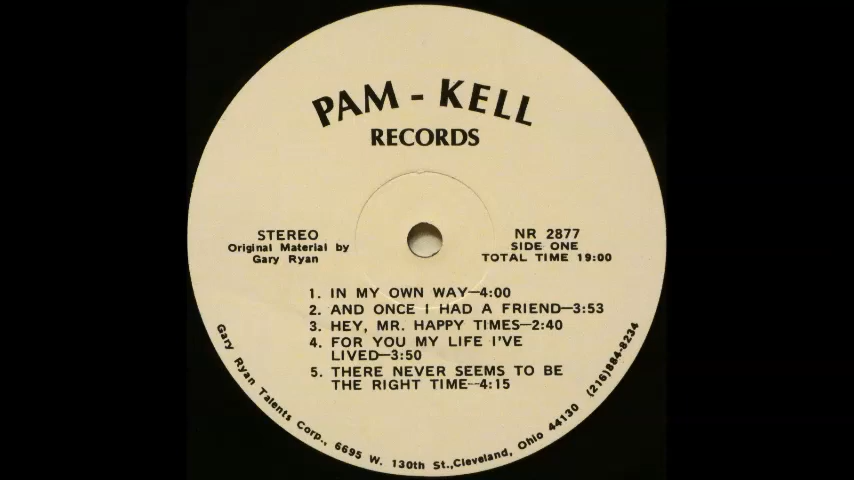 PAM - KELL
RECORDS
STEREO
Original Material by
Gary Ryan
NR 2877
SIDE ONE
TOTAL TIME 19:00
1. IN MY OWN WAY—4:00
2. AND ONCE I HAD A FRIEND—3:53
3. HEY, MR. HAPPY TIMES—2:40
4. FOR YOU MY LIFE I'VE
LIVED—3:50
5. THERE NEVER SEEMS TO BE
THE RIGHT TIME—4:15
Gary Ryan Talents Corp., 6695 W. 130th St.,Cleveland, Ohio 44130 (216)884-8234